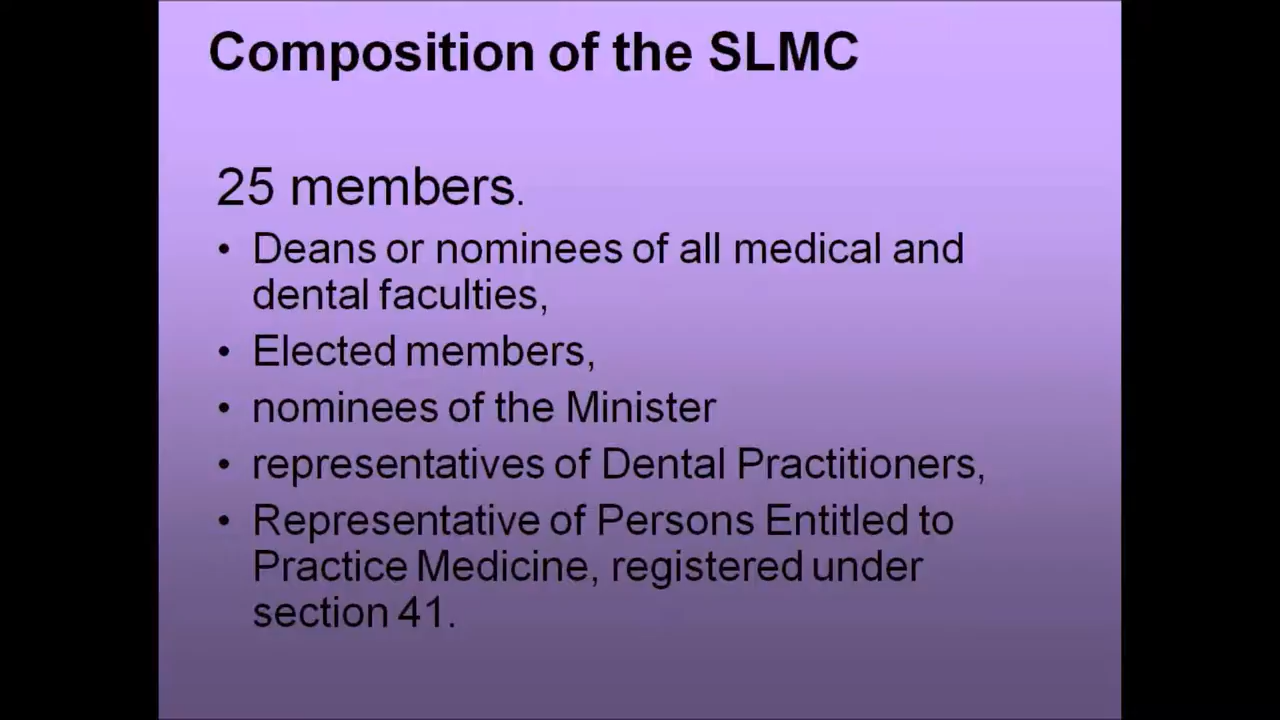 Composition of the SLMC
25 members.
• Deans or nominees of all medical and
dental faculties,
• Elected members,
• nominees of the Minister
• representatives of Dental Practitioners,
• Representative of Persons Entitled to
Practice Medicine, registered under
section 41.